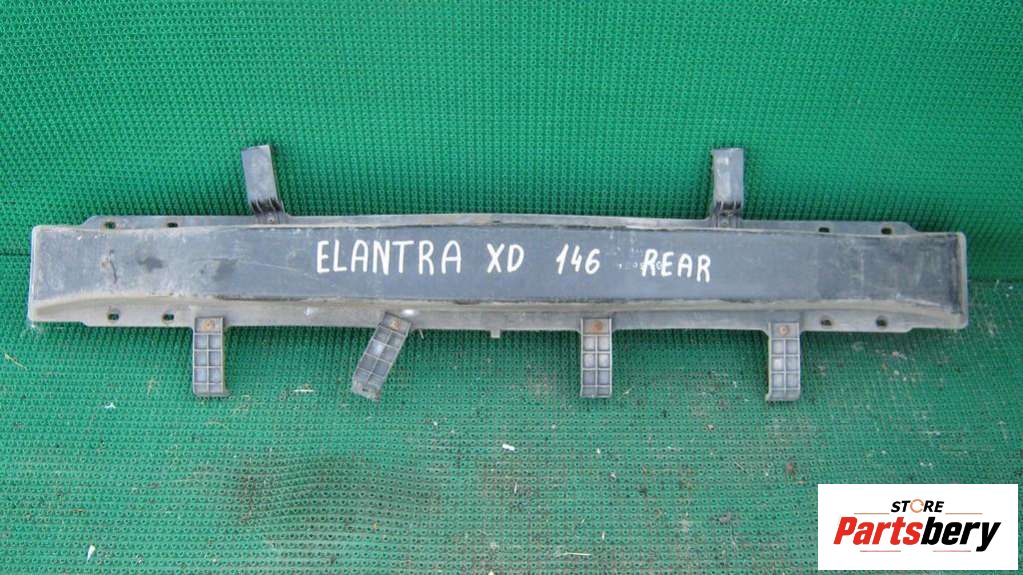 ELANTRA XD 146 REAR
STORE
Partsbery